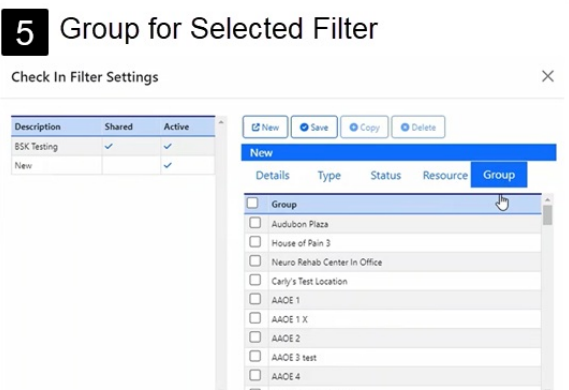 5 Group for Selected Filter
Check In Filter Settings
Description Shared Active
BSK Testing
New
New Save Copy Delete
New
Details Type Status Resource Group
Group
Audubon Plaza
House of Pain 3
Neuro Rehab Center In Office
Carly's Test Location
AAOE 1
AAOE 1 X
AAOE 2
AAOE 3 test
AAOE 4